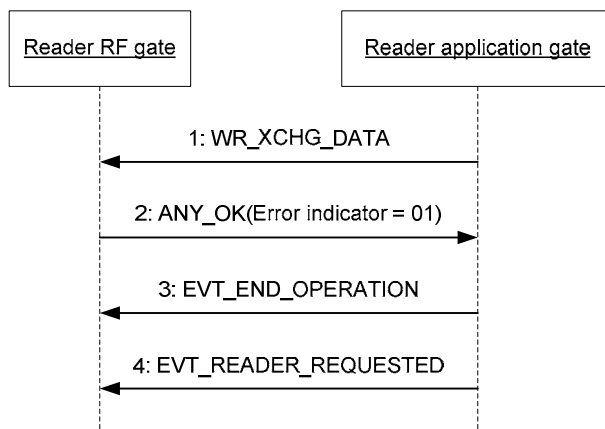 Reader RF gate
Reader application gate
1: WR_XCHG_DATA
2: ANY_OK(Error indicator = 01)
3: EVT_END_OPERATION
4: EVT_READER_REQUESTED